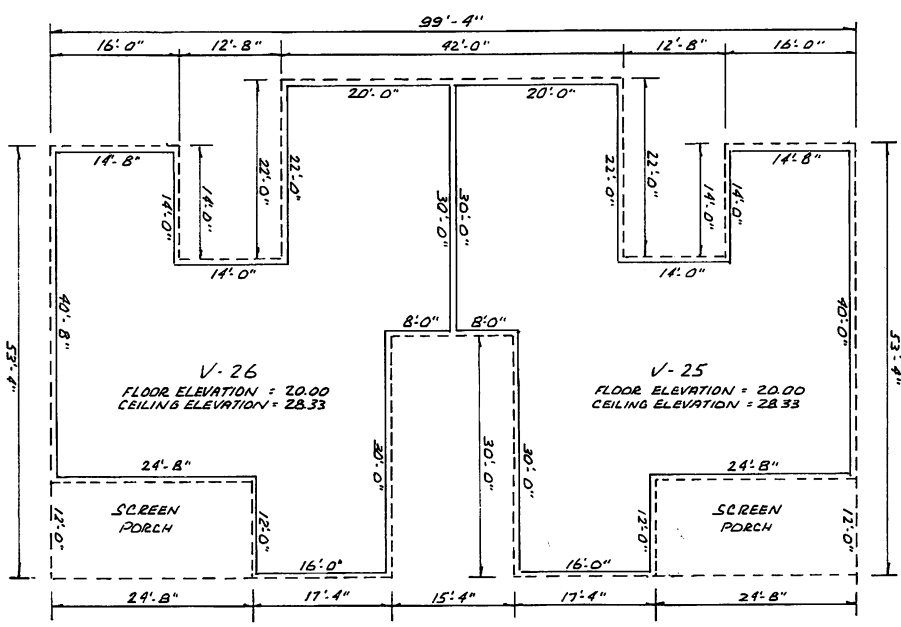 99'-4"
16'-0" 12'-8" 42'-0" 12'-8" 16'-0"
20'-0" 20'-0"
14'-8" 14'-8"
14'-0" 14'-0" 22'-0" 22'-0" 30'-0" 30'-0" 22'-0" 22'-0" 14'-0" 14'-0"
14'-0" 14'-0"
40'-8" 40'-0"
8'-0" 8'-0"
53'-4" 53'-4"
V-26
FLOOR ELEVATION = 20.00
CEILING ELEVATION = 28.33
V-25
FLOOR ELEVATION = 20.00
CEILING ELEVATION = 28.33
30'-0" 30'-0" 30'-0"
24'-8" 24'-8"
12'-0" SCREEN
PORCH
12'-0" 12'-0"
SCREEN
PORCH
12'-0"
16'-0" 16'-0"
24'-8" 17'-4" 15'-4" 17'-4" 24'-8"